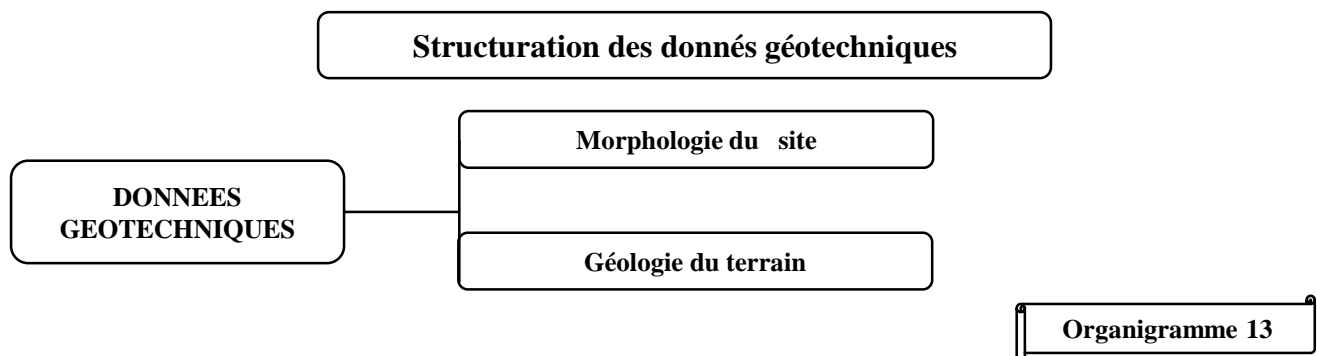 Structuration des donnés géotechniques
Morphologie du site
DONNEES
GEOTECHNIQUES
Géologie du terrain
Organigramme 13